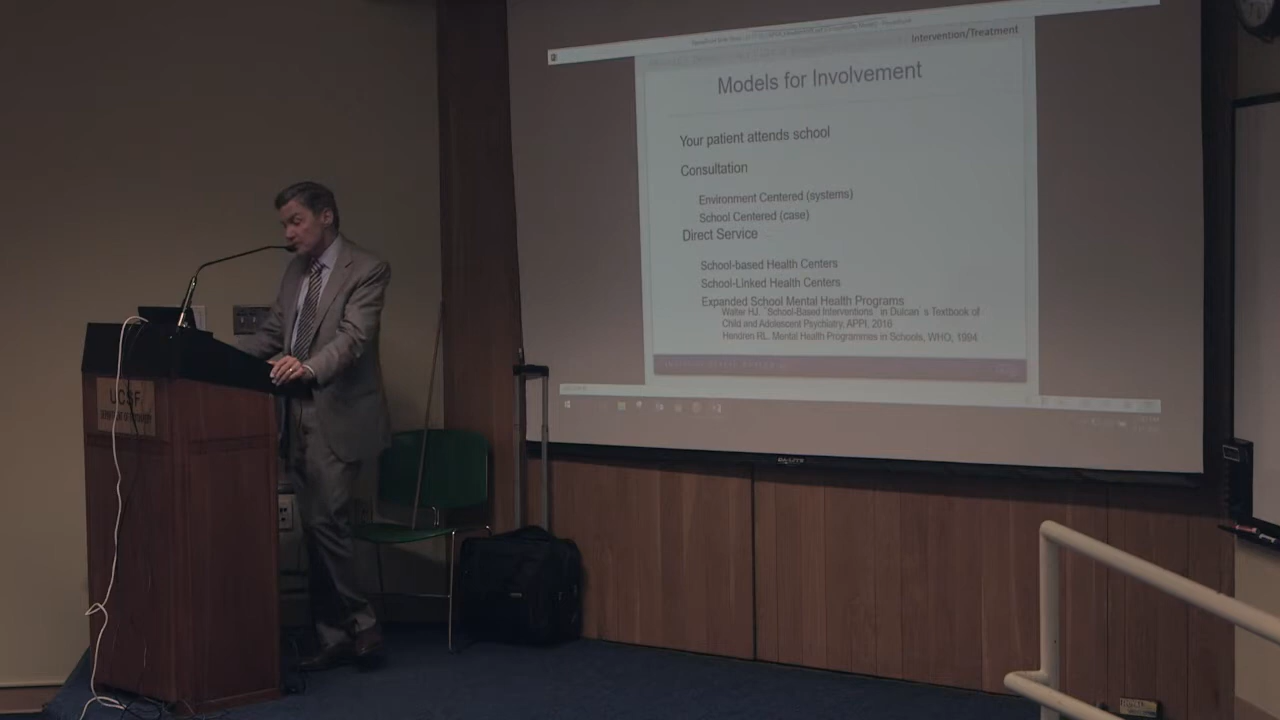 Intervention/Treatment
Models for Involvement
Your patient attends school
Consultation
Environment Centered (systems)
School Centered (case)
Direct Service
School-based Health Centers
School-Linked Health Centers
Expanded School Mental Health Programs
Walter HJ. ¨School-Based Interventions¨ in Dulcan´s Textbook of
Child and Adolescent Psychiatry, APPI, 2016
Hendren RL. Mental Health Programmes in Schools, WHO, 1994
UCSF